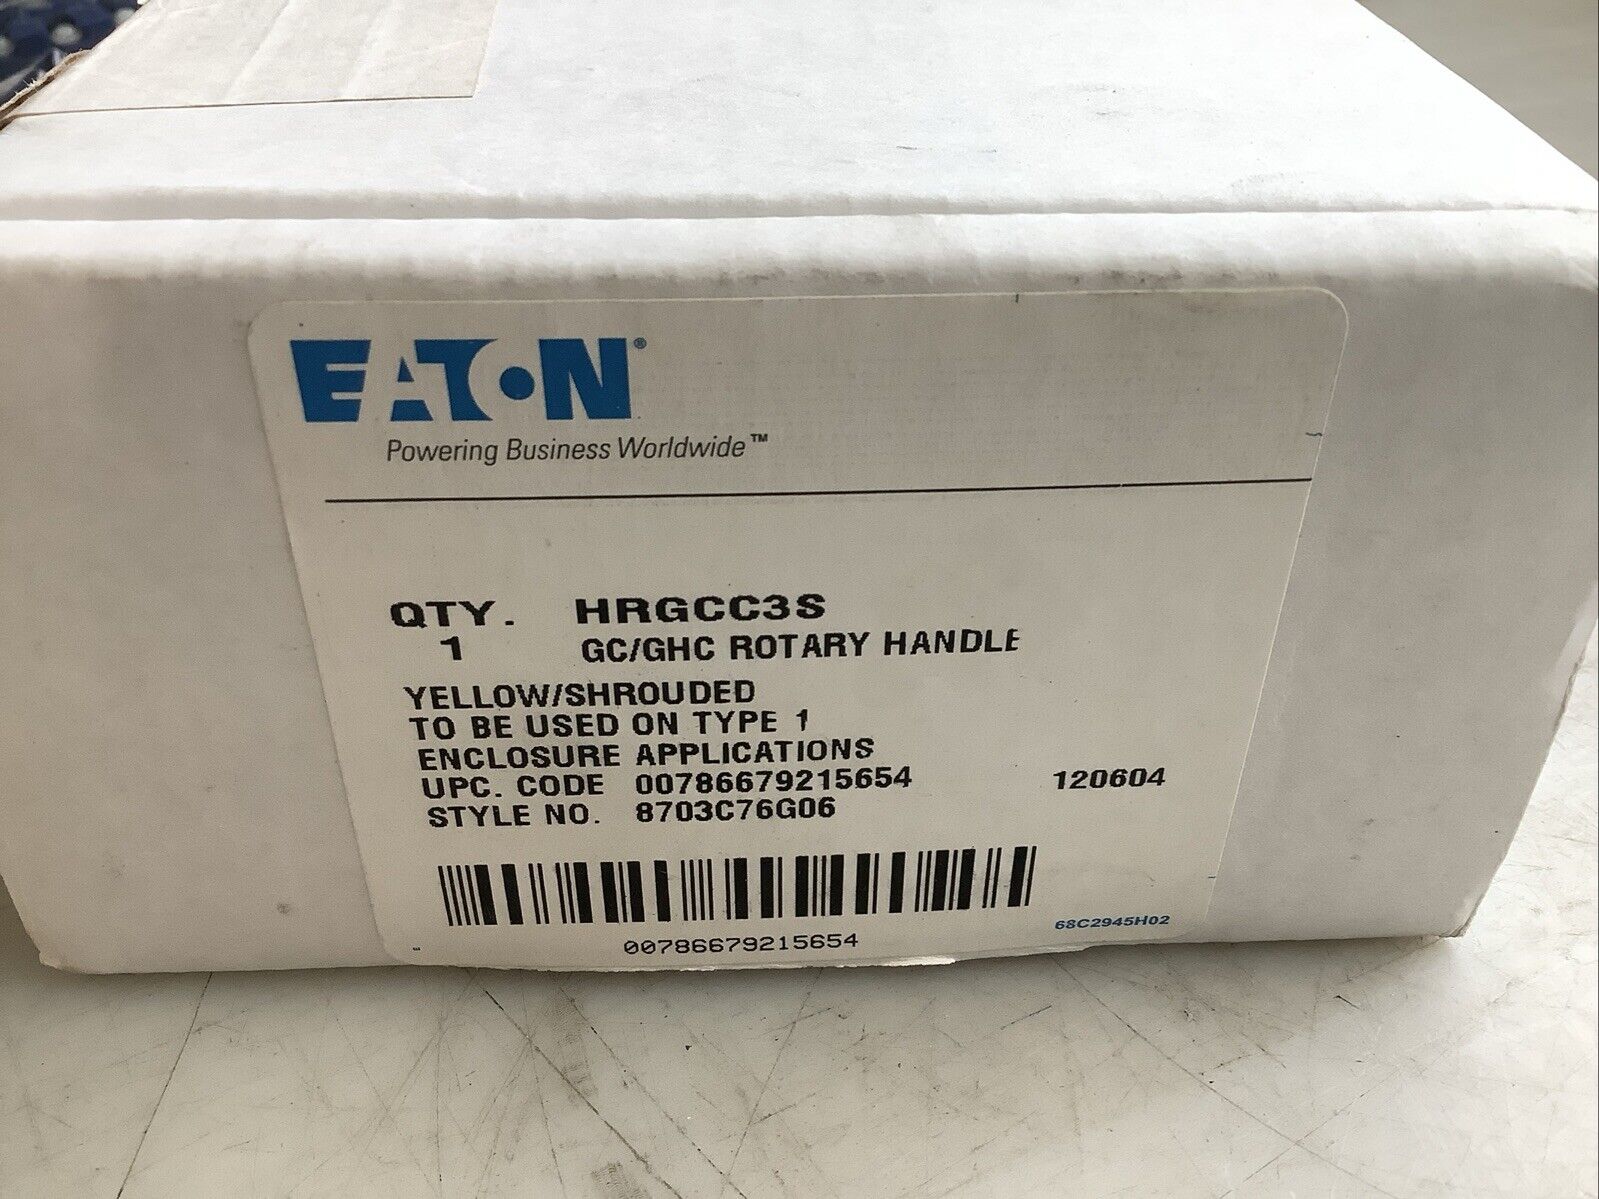 EATON®
Powering Business Worldwide™
QTY. HRGCC3S
1 GC/GHC ROTARY HANDLE
YELLOW/SHROUDED
TO BE USED ON TYPE 1
ENCLOSURE APPLICATIONS
UPC. CODE 00786679215654 120604
STYLE NO. 8703C76G06
00786679215654
68C2945H02